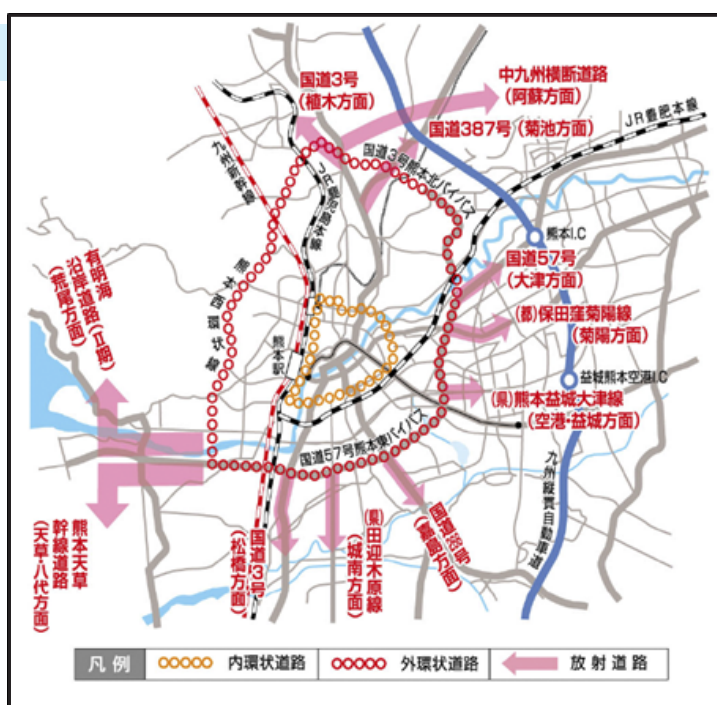 国道3号
(植木方面)
中九州横断道路
(阿蘇方面)
国道387号(菊池方面)
JR豊肥本線
九州新幹線
国道3号熊本北バイパス
JR鹿児島本線
熊本I.C
国道57号
(大津方面)
有明海
沿岸道路(Ⅱ期)
(荒尾方面)
熊本西環状線
(都)保田窪菊陽線
(菊陽方面)
熊本駅
益城熊本空港I.C
(県)熊本益城大津線
(空港・益城方面)
国道57号熊本東バイパス
九州縦貫自動車道
熊本天草
幹線道路
(天草・八代方面)
国道3号
(松橋方面)
(県)田迎木原線
(城南方面)
国道266号
(嘉島方面)
凡例
内環状道路
外環状道路
放射道路